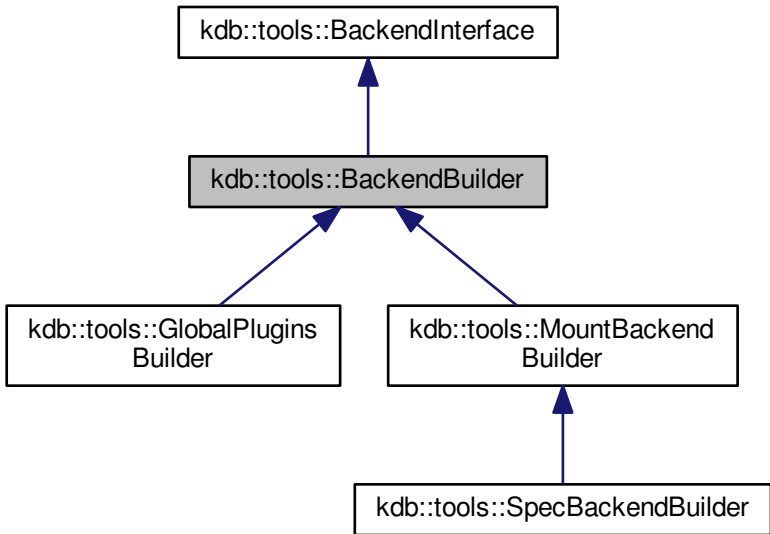 kdb::tools::BackendInterface
kdb::tools::BackendBuilder
kdb::tools::GlobalPlugins
Builder
kdb::tools::MountBackend
Builder
kdb::tools::SpecBackendBuilder